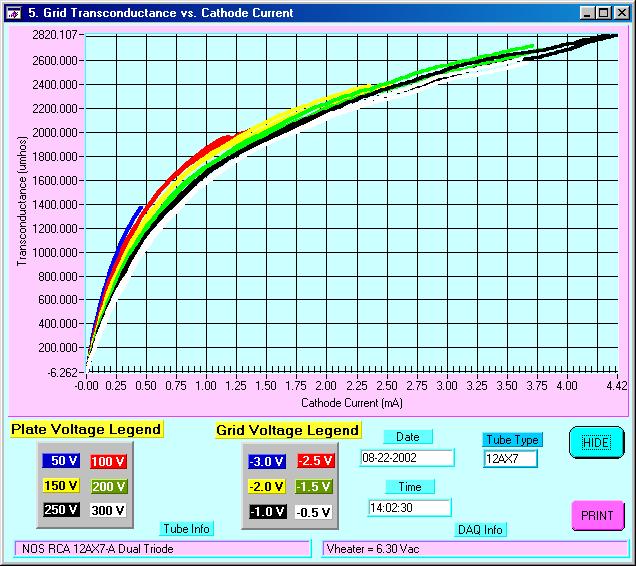 5. Grid Transconductance vs. Cathode Current
2820.107
2600.000
2400.000
2200.000
2000.000
1800.000
1600.000
1400.000
1200.000
1000.000
800.000
600.000
400.000
200.000
-6.262
Transconductance (umhos)
-0.00 0.25 0.50 0.75 1.00 1.25 1.50 1.75 2.00 2.25 2.50 2.75 3.00 3.25 3.50 3.75 4.00 4.42
Cathode Current (mA)
Plate Voltage Legend
50 V 100 V
150 V 200 V
250 V 300 V
Grid Voltage Legend
-3.0 V -2.5 V
-2.0 V -1.5 V
-1.0 V -0.5 V
Date
08-22-2002
Time
14:02:30
Tube Type
12AX7
HIDE
PRINT
Tube Info
NOS RCA 12AX7-A Dual Triode
DAQ Info
Vheater = 6.30 Vac